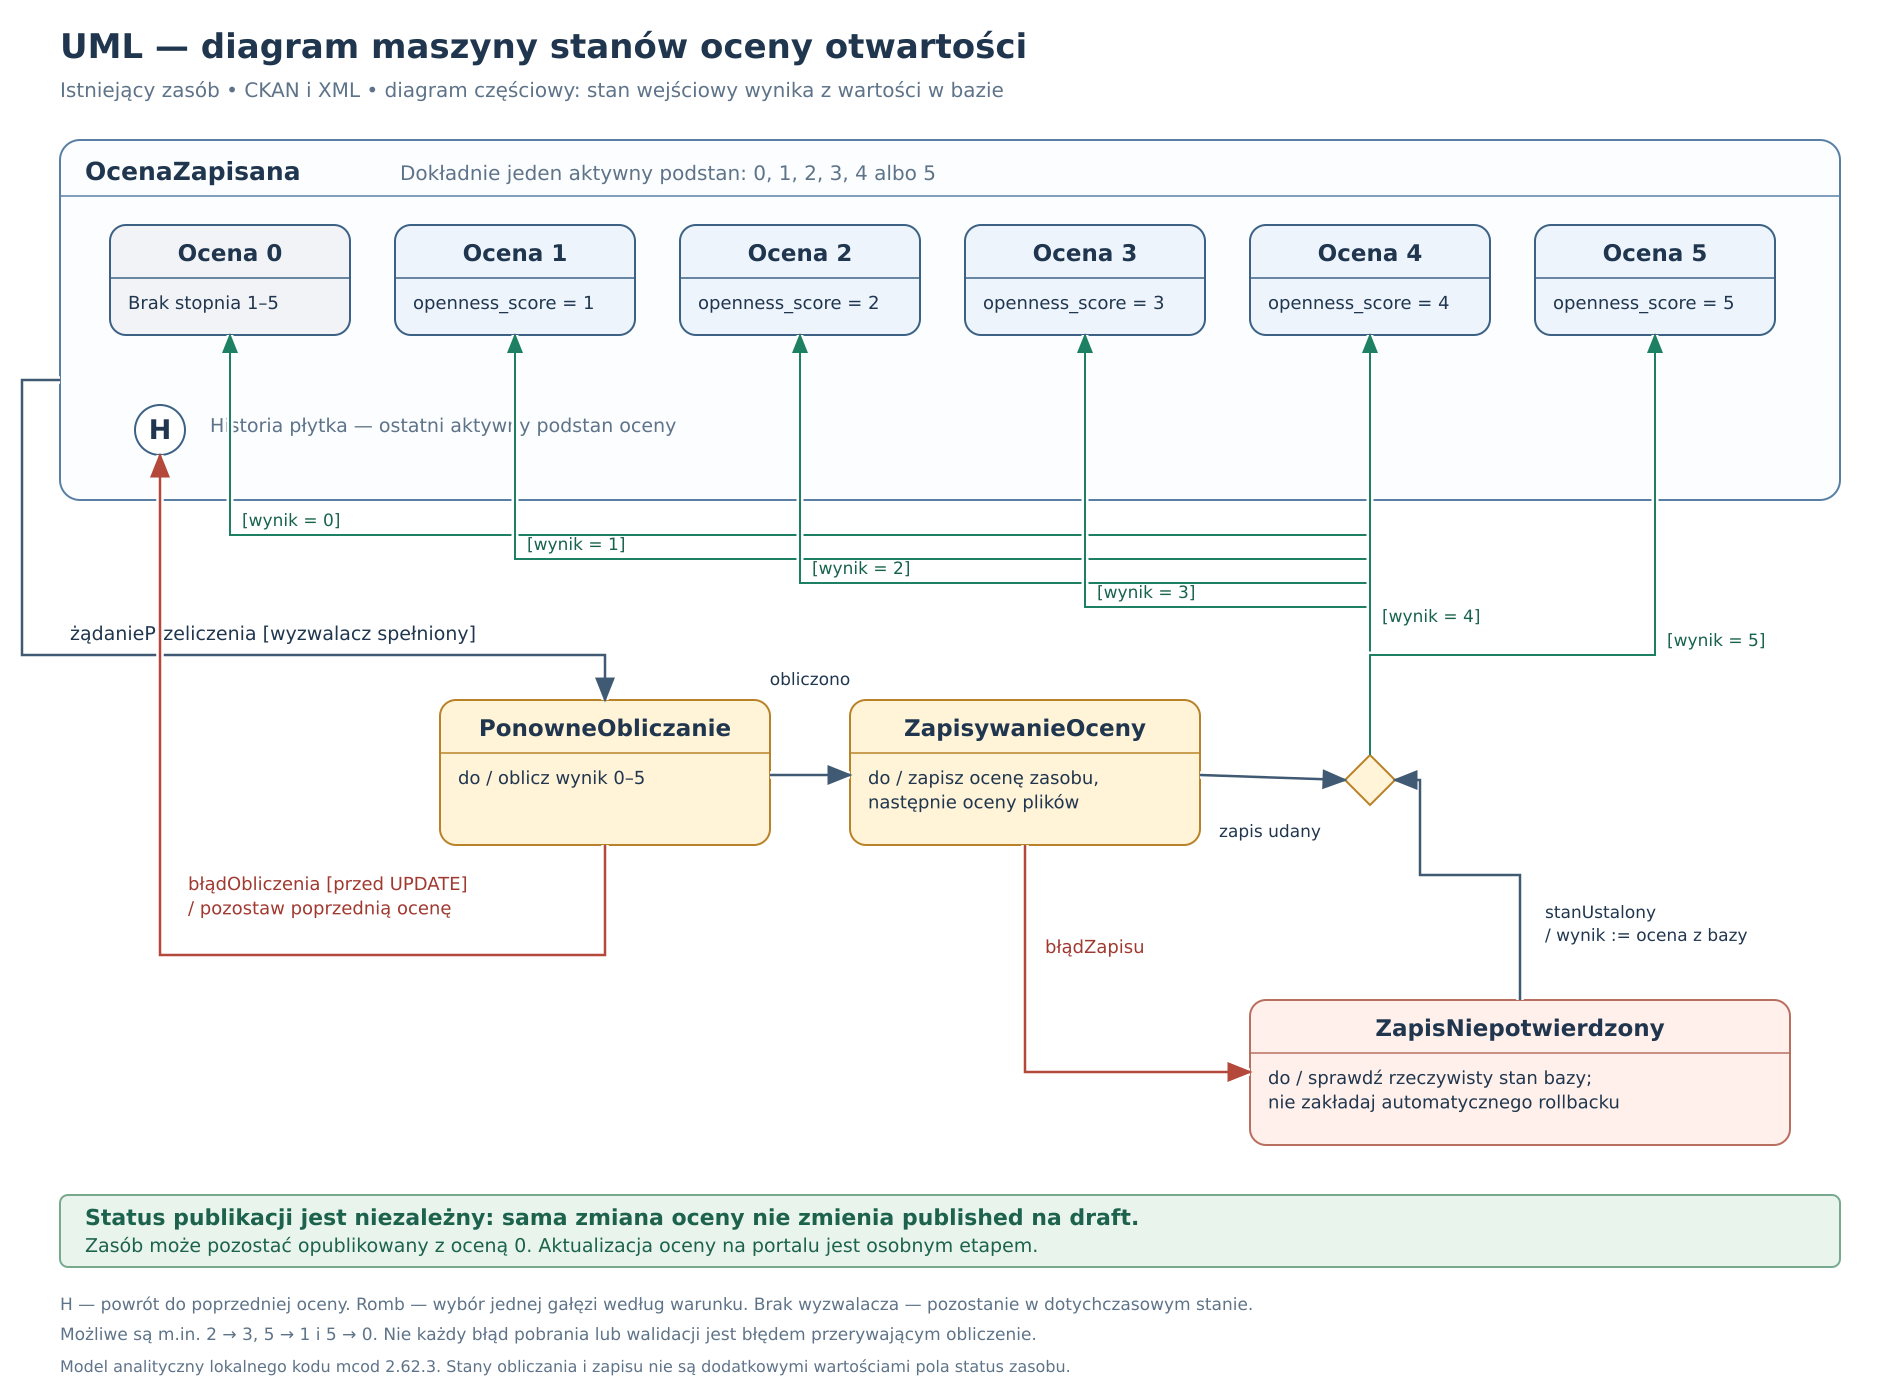 UML — diagram maszyny stanów oceny otwartości
Istniejący zasób • CKAN i XML • diagram częściowy: stan wejściowy wynika z wartości w bazie
OcenaZapisana
Dokładnie jeden aktywny podstan: 0, 1, 2, 3, 4 albo 5
Ocena 0
Brak stopnia 1–5
Ocena 1
openness_score = 1
Ocena 2
openness_score = 2
Ocena 3
openness_score = 3
Ocena 4
openness_score = 4
Ocena 5
openness_score = 5
H
Historia płytka — ostatni aktywny podstan oceny
[wynik = 0]
[wynik = 1]
[wynik = 2]
[wynik = 3]
[wynik = 4]
[wynik = 5]
żądaniePrzeliczenia [wyzwalacz spełniony]
obliczono
PonowneObliczanie
do / oblicz wynik 0–5
ZapisywanieOceny
do / zapisz ocenę zasobu,
następnie oceny plików
zapis udany
błądObliczenia [przed UPDATE]
/ pozostaw poprzednią ocenę
błądZapisu
stanUstalony
/ wynik := ocena z bazy
ZapisNiepotwierdzony
do / sprawdź rzeczywisty stan bazy;
nie zakładaj automatycznego rollbacku
Status publikacji jest niezależny: sama zmiana oceny nie zmienia published na draft.
Zasób może pozostać opublikowany z oceną 0. Aktualizacja oceny na portalu jest osobnym etapem.
H — powrót do poprzedniej oceny. Romb — wybór jednej gałęzi według warunku. Brak wyzwalacza — pozostanie w dotychczasowym stanie.
Możliwe są m.in. 2 → 3, 5 → 1 i 5 → 0. Nie każdy błąd pobrania lub walidacji jest błędem przerywającym obliczenie.
Model analityczny lokalnego kodu mcod 2.62.3. Stany obliczania i zapisu nie są dodatkowymi wartościami pola status zasobu.